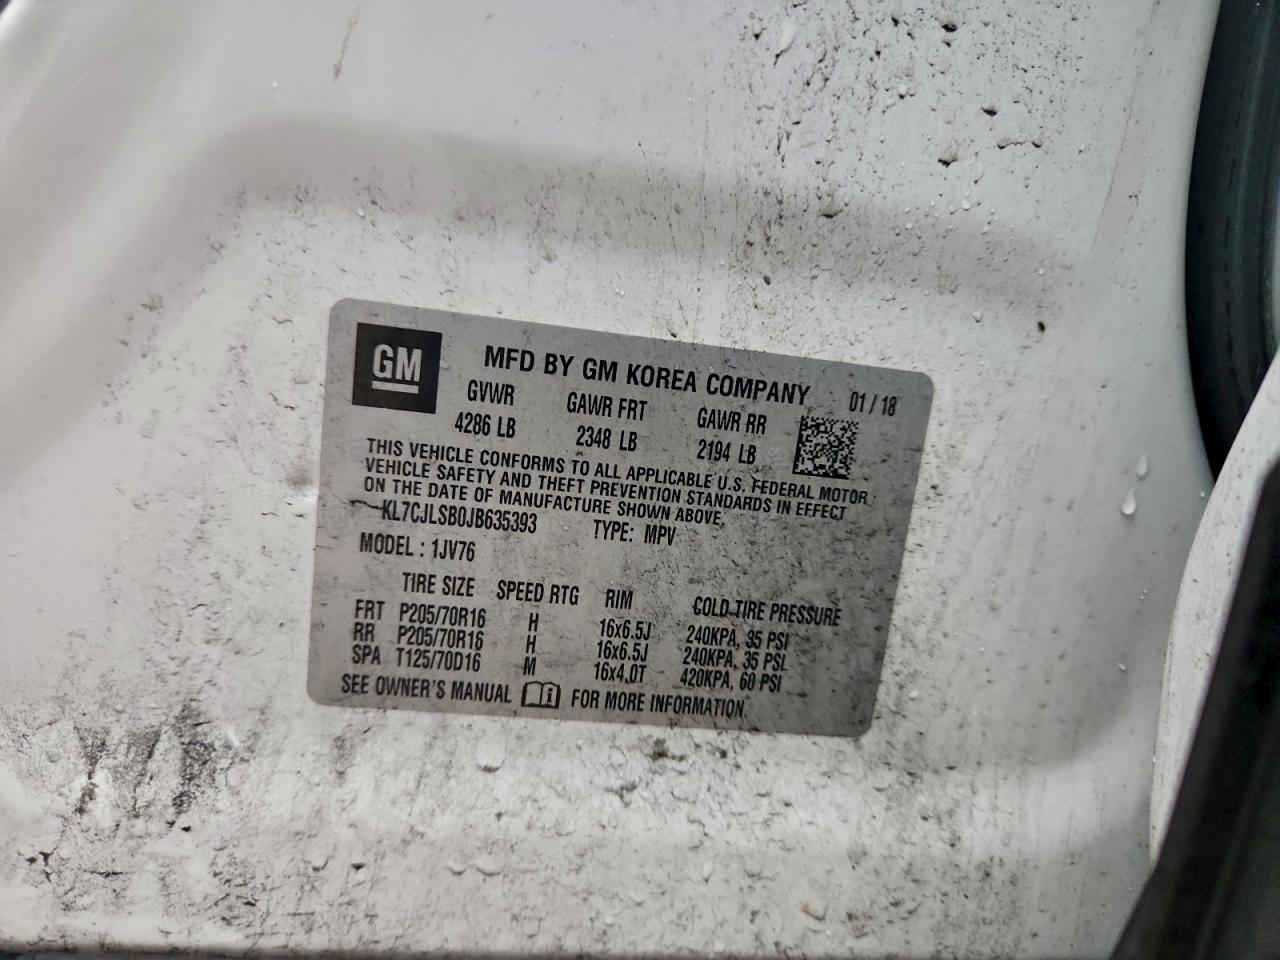 GM
MFD BY GM KOREA COMPANY 01 / 18
GVWR GAWR FRT GAWR RR
4286 LB 2348 LB 2194 LB
THIS VEHICLE CONFORMS TO ALL APPLICABLE U.S. FEDERAL MOTOR
VEHICLE SAFETY AND THEFT PREVENTION STANDARDS IN EFFECT
ON THE DATE OF MANUFACTURE SHOWN ABOVE.
KL7CJLSB0JB635393 TYPE: MPV
MODEL : 1JV76
TIRE SIZE SPEED RTG RIM COLD TIRE PRESSURE
FRT P205/70R16 H 16x6.5J 240KPA, 35 PSI
RR P205/70R16 H 16x6.5J 240KPA, 35 PSI
SPA T125/70D16 M 16x4.0T 420KPA, 60 PSI
SEE OWNER'S MANUAL i FOR MORE INFORMATION